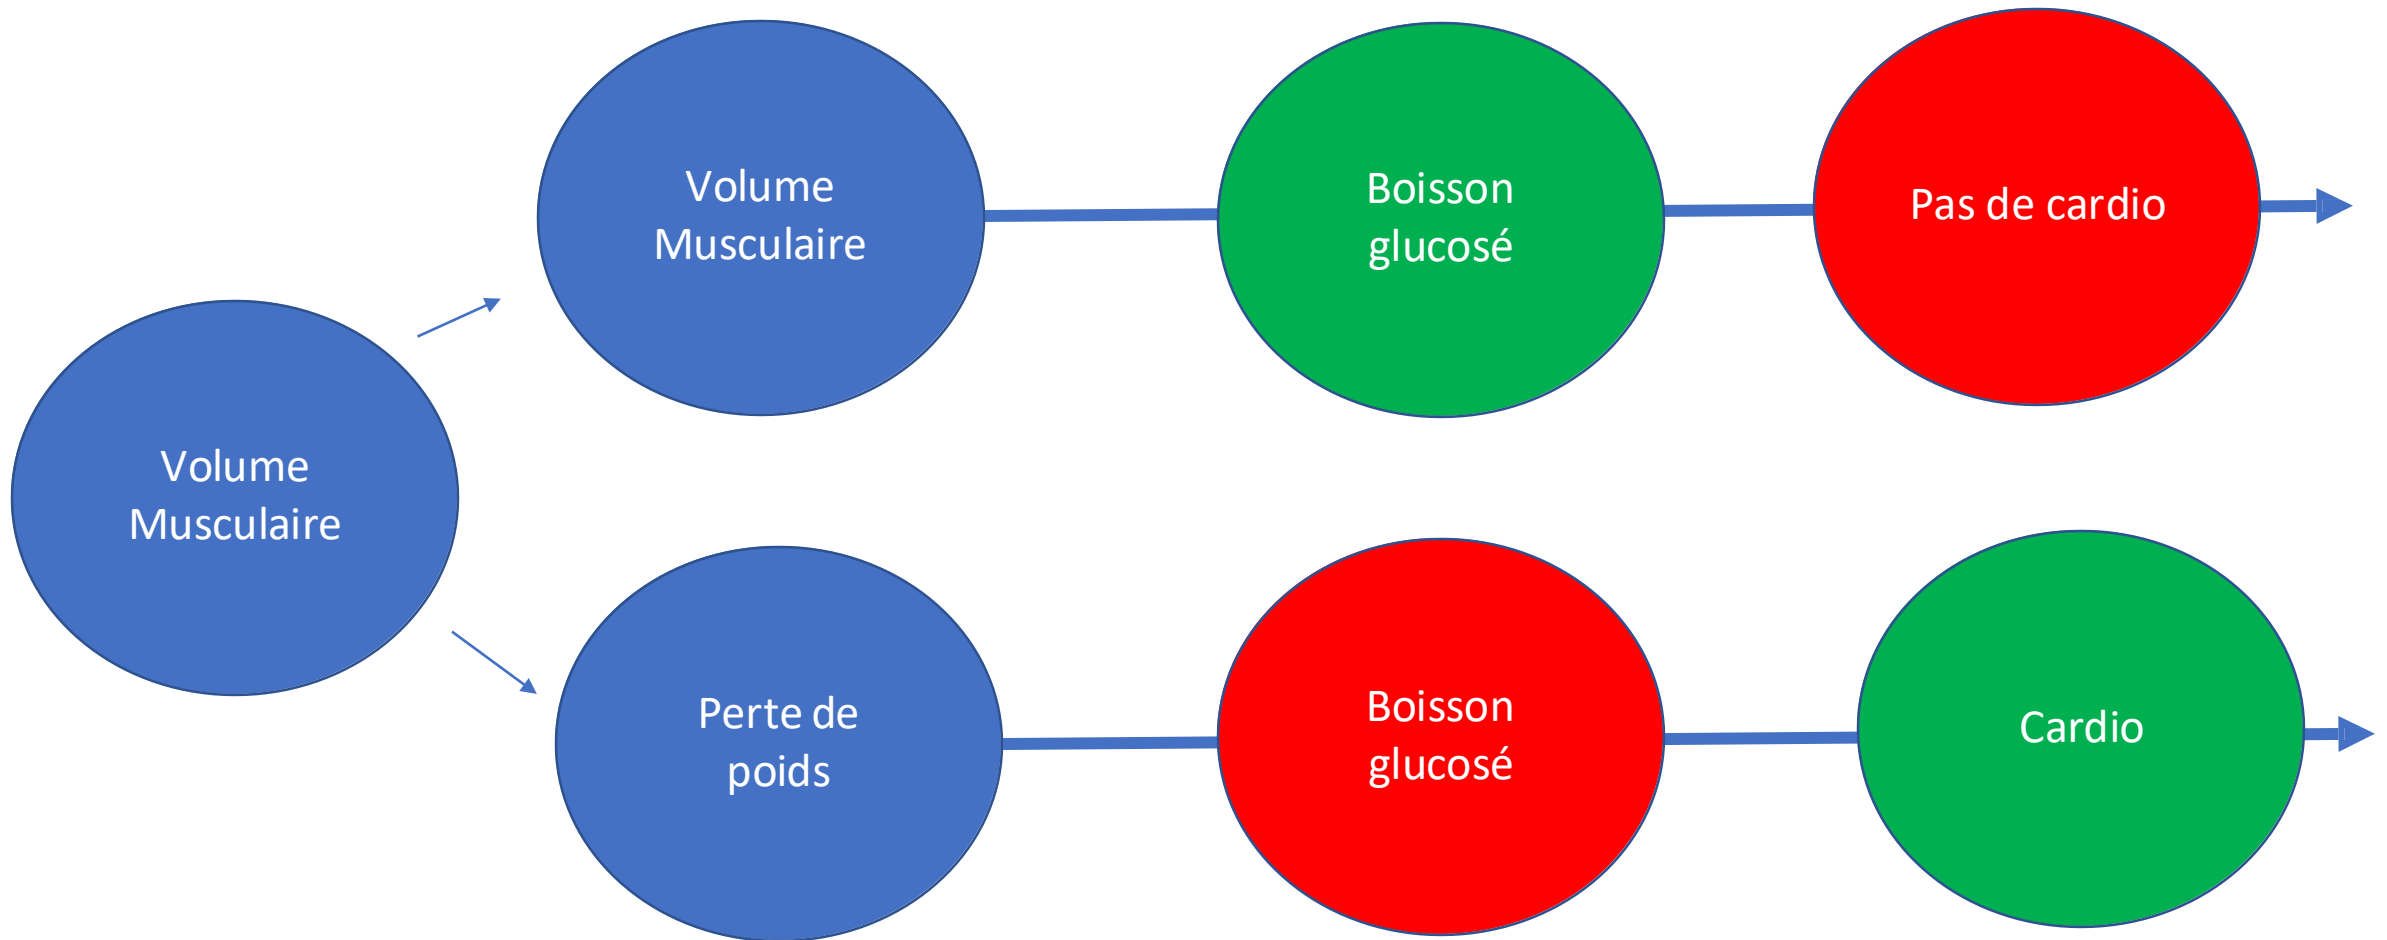 Volume
Musculaire
Volume
Musculaire
Boisson
glucosé
Pas de cardio
Perte de
poids
Boisson
glucosé
Cardio